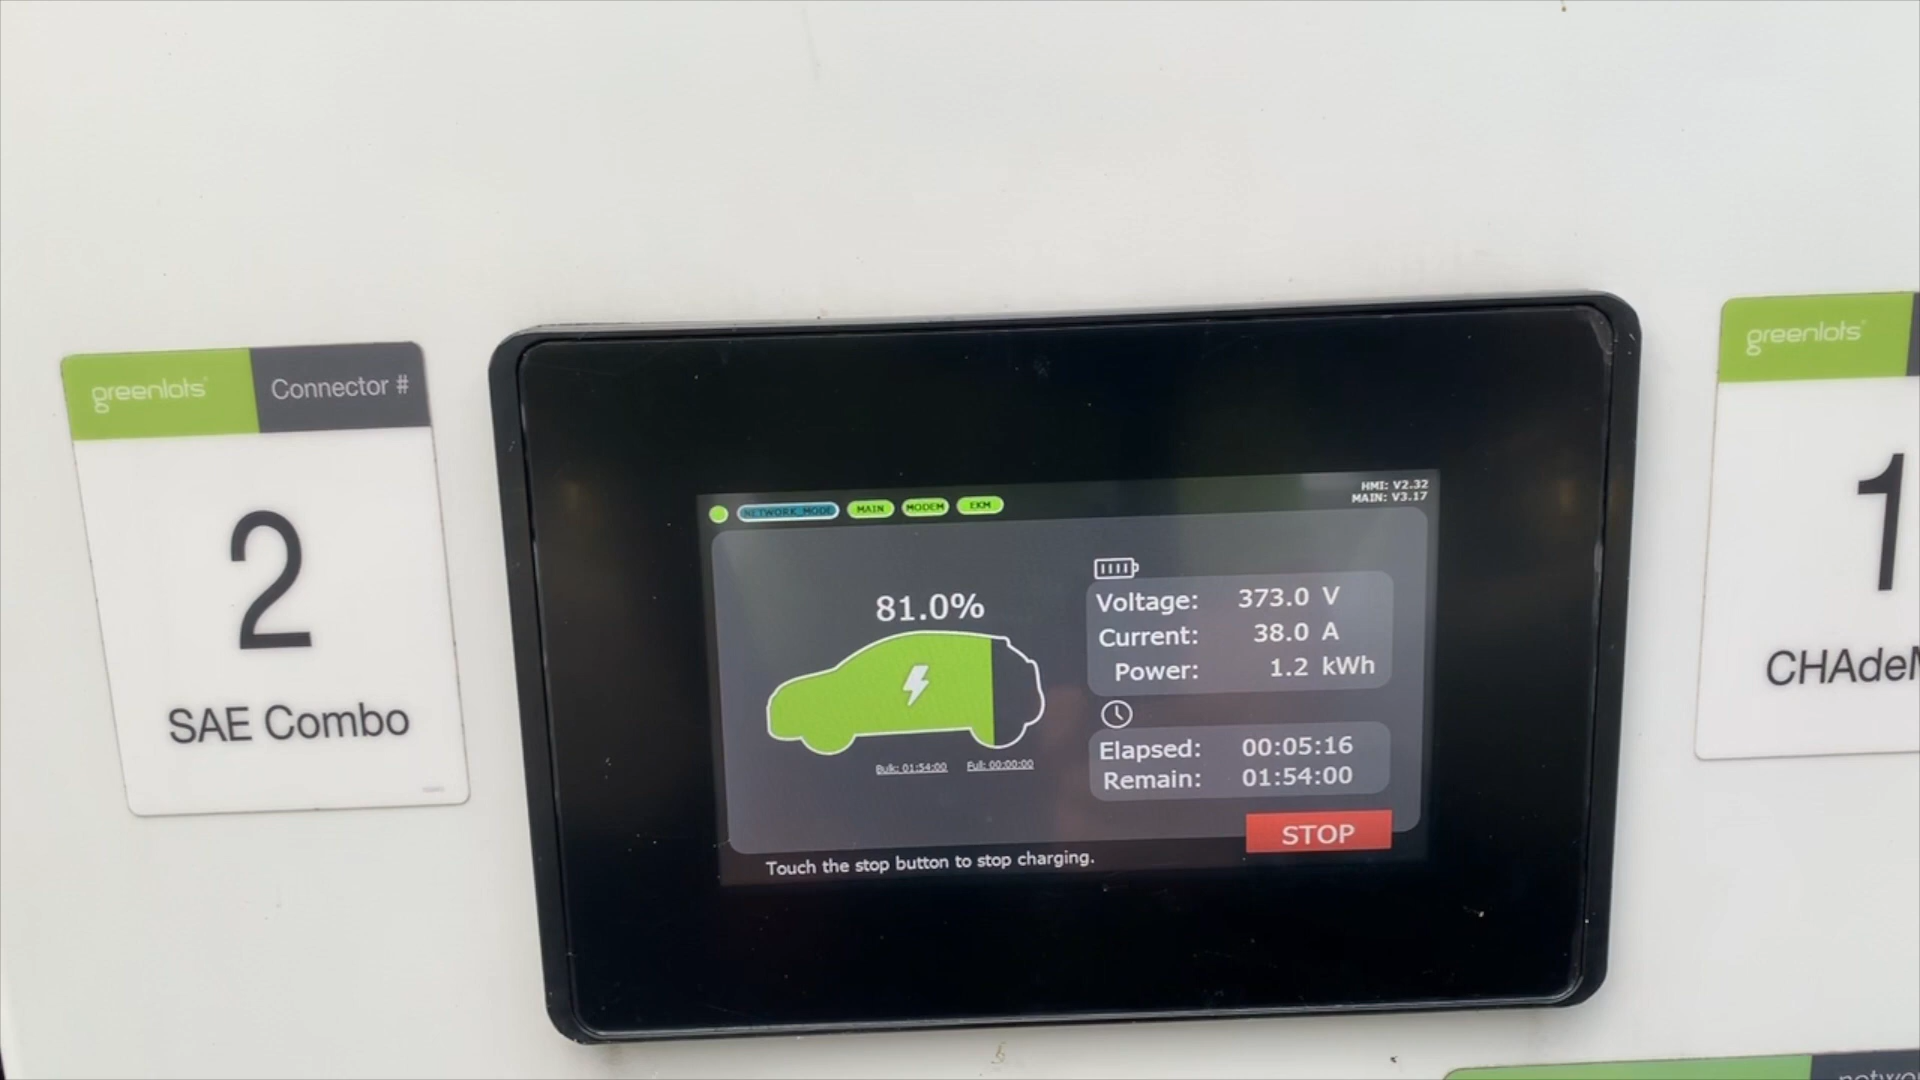 greenlots Connector #
2
SAE Combo
NETWORK_MODE MAIN MODEM EKM
HMI: V2.32
MAIN: V3.17
81.0%
Bulk: 01:54:00 Full: 00:00:00
Voltage: 373.0 V
Current: 38.0 A
Power: 1.2 kWh
Elapsed: 00:05:16
Remain: 01:54:00
STOP
Touch the stop button to stop charging.
greenlots
1
CHAdeM
netwo